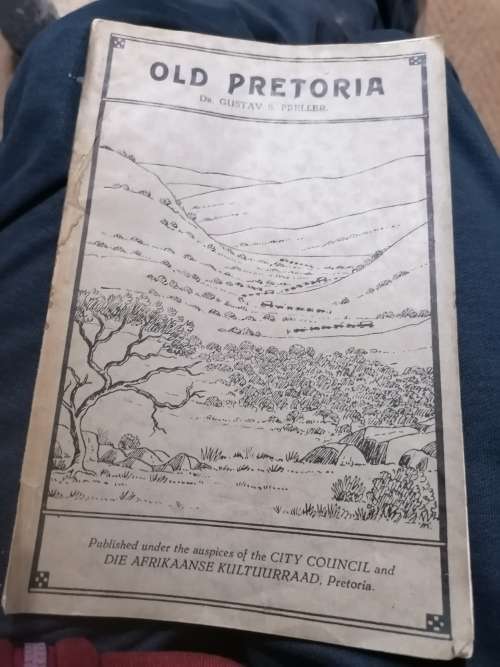 OLD PRETORIA
DR. GUSTAV S. PRELLER.
Published under the auspices of the CITY COUNCIL and
DIE AFRIKAANSE KULTUURRAAD, Pretoria.